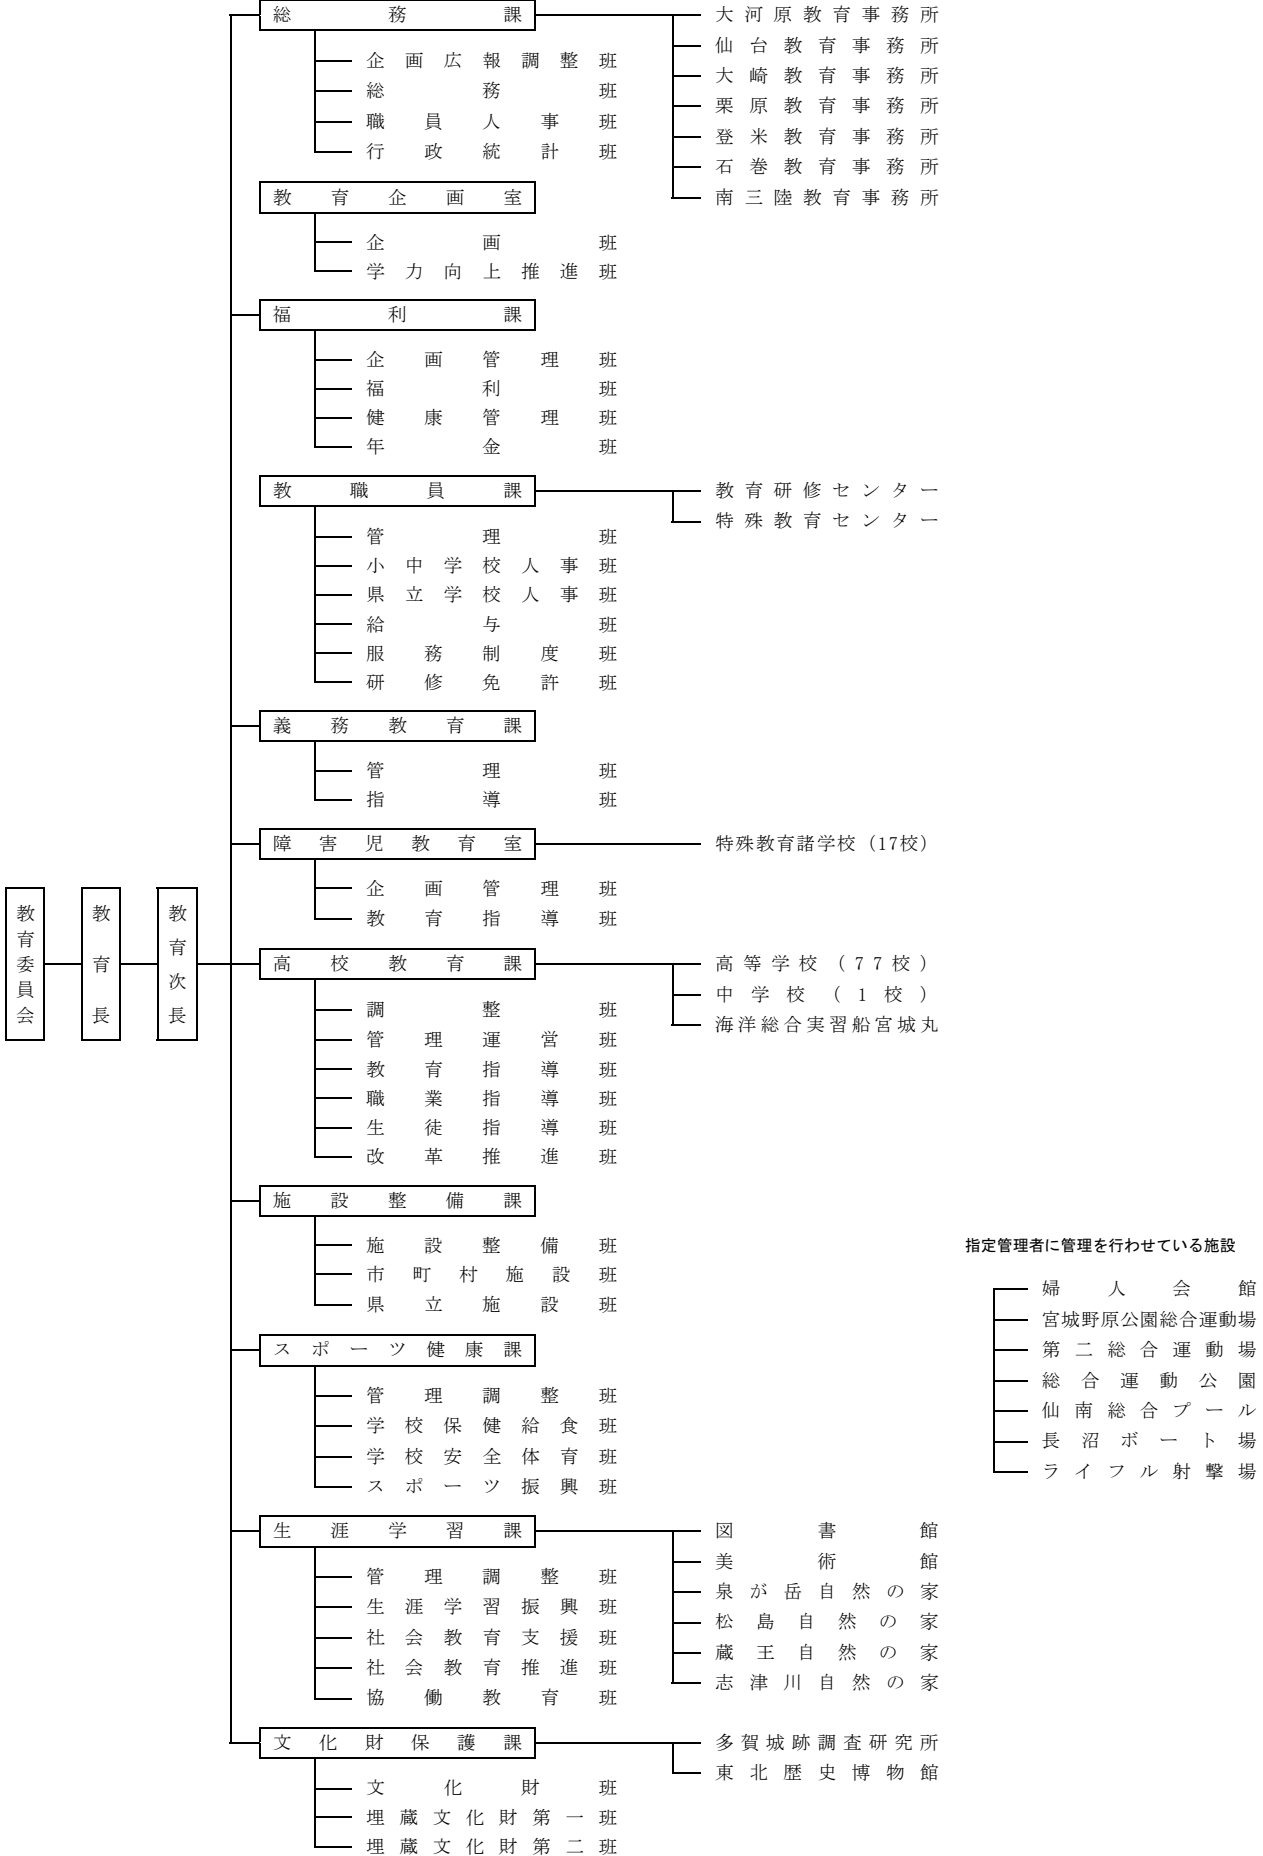 教育委員会
教育長
教育次長
総務課
企画広報調整班
総務班
職員人事班
行政統計班
大河原教育事務所
仙台教育事務所
大崎教育事務所
栗原教育事務所
登米教育事務所
石巻教育事務所
南三陸教育事務所
教育企画室
企画班
学力向上推進班
福利課
企画管理班
福利班
健康管理班
年金班
教職員課
管理班
小中学校人事班
県立学校人事班
給与班
服務制度班
研修免許班
教育研修センター
特殊教育センター
義務教育課
管理班
指導班
障害児教育室
企画管理班
教育指導班
特殊教育諸学校(17校)
高校教育課
調整班
管理運営班
教育指導班
職業指導班
生徒指導班
改革推進班
高等学校(77校)
中学校(1校)
海洋総合実習船宮城丸
施設整備課
施設整備班
市町村施設班
県立施設班
スポーツ健康課
管理調整班
学校保健給食班
学校安全体育班
スポーツ振興班
生涯学習課
管理調整班
生涯学習振興班
社会教育支援班
社会教育推進班
協働教育班
図書館
美術館
泉が岳自然の家
松島自然の家
蔵王自然の家
志津川自然の家
文化財保護課
文化財班
埋蔵文化財第一班
埋蔵文化財第二班
多賀城跡調査研究所
東北歴史博物館
指定管理者に管理を行わせている施設
婦人会館
宮城野原公園総合運動場
第二総合運動場
総合運動公園
仙南総合プール
長沼ボート場
ライフル射撃場